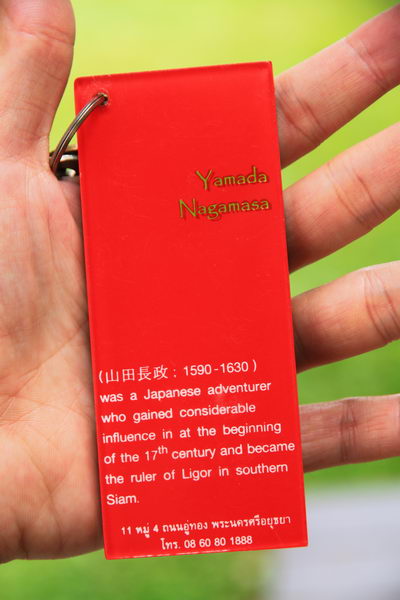 Yamada
Nagamasa
(山田長政 : 1590-1630 )
was a Japanese adventurer
who gained considerable
influence in at the beginning
of the 17th century and became
the ruler of Ligor in southern
Siam.
11 หมู่ 4 ถนนอู่ทอง พระนครศรีอยุธยา
โทร. 08 60 80 1888